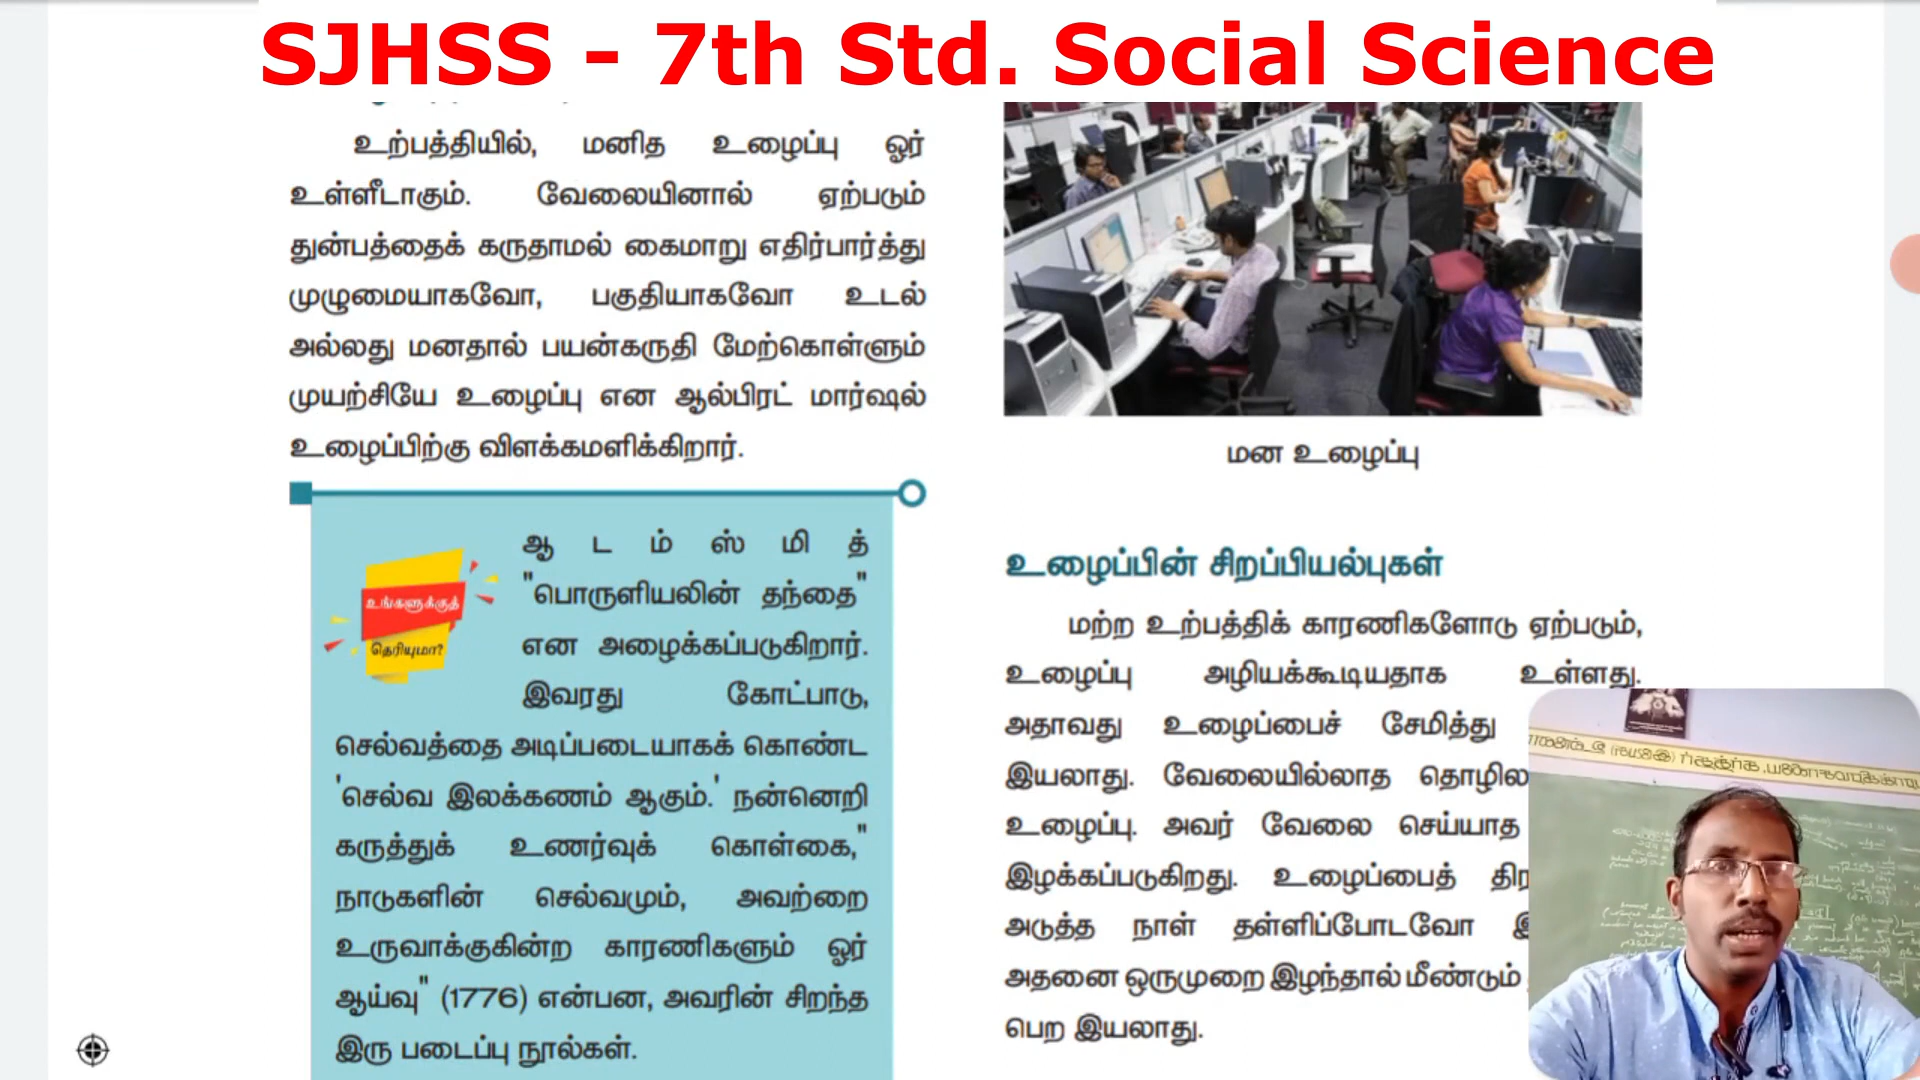 SJHSS - 7th Std. Social Science
உற்பத்தியில், மனித உழைப்பு ஓர்
உள்ளீடாகும். வேலையினால் ஏற்படும்
துன்பத்தைக் கருதாமல் கைமாறு எதிர்பார்த்து
முழுமையாகவோ, பகுதியாகவோ உடல்
அல்லது மனதால் பயன்கருதி மேற்கொள்ளும்
முயற்சியே உழைப்பு என ஆல்பிரட் மார்ஷல்
உழைப்பிற்கு விளக்கமளிக்கிறார்.
உங்களுக்குத்
தெரியுமா?
ஆ ட ம் ஸ் மி த்
"பொருளியலின் தந்தை"
என அழைக்கப்படுகிறார்.
இவரது கோட்பாடு,
செல்வத்தை அடிப்படையாகக் கொண்ட
'செல்வ இலக்கணம் ஆகும்.' நன்னெறி
கருத்துக் உணர்வுக் கொள்கை,"
நாடுகளின் செல்வமும், அவற்றை
உருவாக்குகின்ற காரணிகளும் ஓர்
ஆய்வு" (1776) என்பன, அவரின் சிறந்த
இரு படைப்பு நூல்கள்.
மன உழைப்பு
உழைப்பின் சிறப்பியல்புகள்
மற்ற உற்பத்திக் காரணிகளோடு ஏற்படும்,
உழைப்பு அழியக்கூடியதாக உள்ளது.
அதாவது உழைப்பைச் சேமித்து
இயலாது. வேலையில்லாத
உழைப்பு. அவர் வேலை செய்யாத
இழக்கப்படுகிறது. உழைப்பைத்
அடுத்த நாள் தள்ளிப்போடவோ
அதனை ஒருமுறை இழந்தால் மீண்டும்
பெற இயலாது.